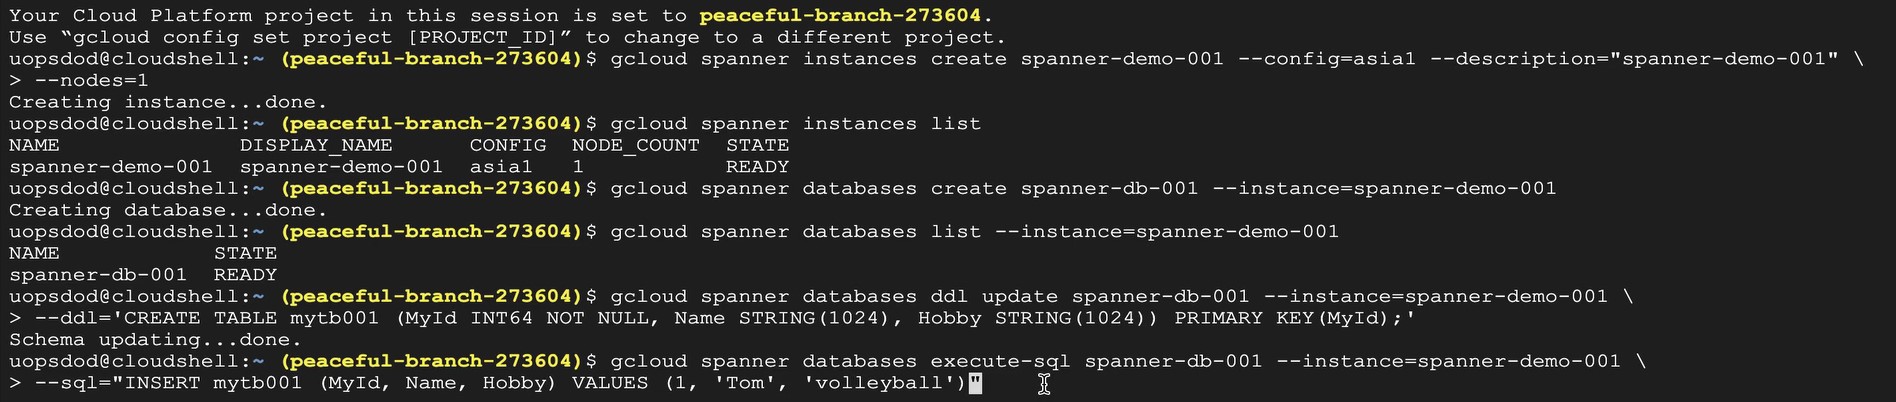 Your Cloud Platform project in this session is set to peaceful-branch-273604.
Use “gcloud config set project [PROJECT_ID]” to change to a different project.
uopsdod@cloudshell:~ (peaceful-branch-273604)$ gcloud spanner instances create spanner-demo-001 --config=asia1 --description="spanner-demo-001" \
> --nodes=1
Creating instance...done.
uopsdod@cloudshell:~ (peaceful-branch-273604)$ gcloud spanner instances list
NAME              DISPLAY_NAME      CONFIG  NODE_COUNT  STATE
spanner-demo-001  spanner-demo-001  asia1   1           READY
uopsdod@cloudshell:~ (peaceful-branch-273604)$ gcloud spanner databases create spanner-db-001 --instance=spanner-demo-001
Creating database...done.
uopsdod@cloudshell:~ (peaceful-branch-273604)$ gcloud spanner databases list --instance=spanner-demo-001
NAME            STATE
spanner-db-001  READY
uopsdod@cloudshell:~ (peaceful-branch-273604)$ gcloud spanner databases ddl update spanner-db-001 --instance=spanner-demo-001 \
> --ddl='CREATE TABLE mytb001 (MyId INT64 NOT NULL, Name STRING(1024), Hobby STRING(1024)) PRIMARY KEY(MyId);'
Schema updating...done.
uopsdod@cloudshell:~ (peaceful-branch-273604)$ gcloud spanner databases execute-sql spanner-db-001 --instance=spanner-demo-001 \
> --sql="INSERT mytb001 (MyId, Name, Hobby) VALUES (1, 'Tom', 'volleyball')"